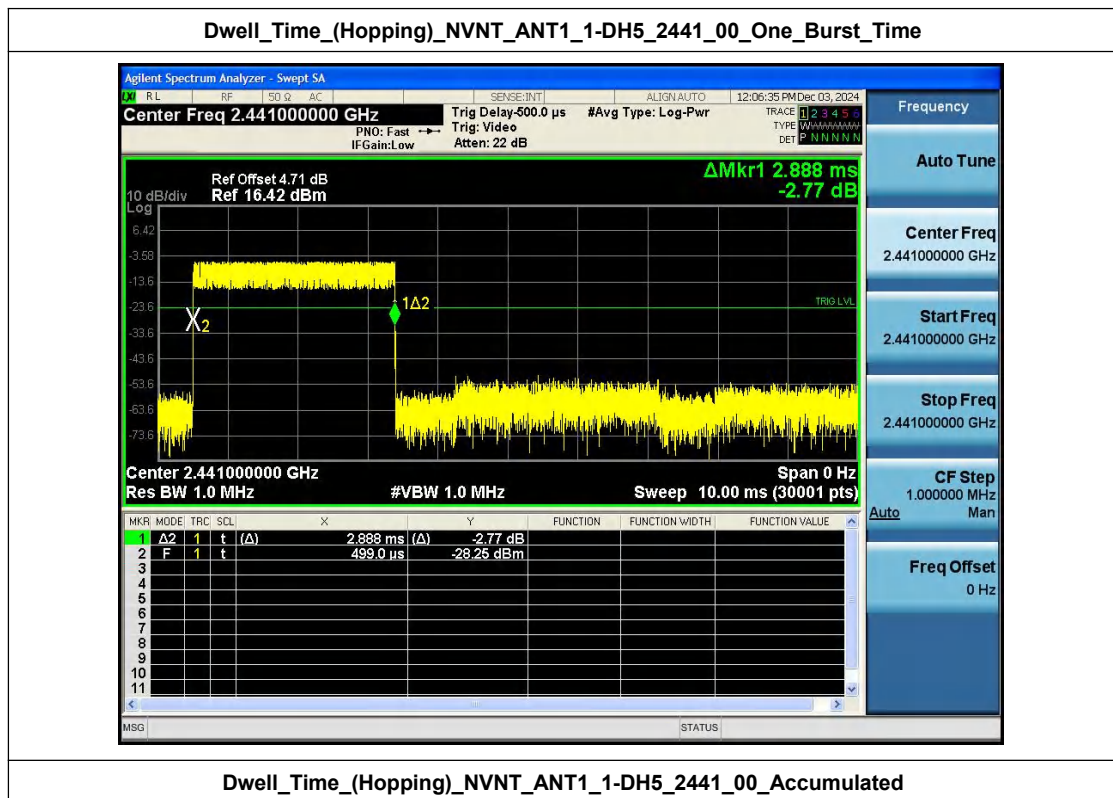 Dwell_Time_(Hopping)_NVNT_ANT1_1-DH5_2441_00_One_Burst_Time
Agilent Spectrum Analyzer - Swept SA
LXI RL RF 50 Ω AC SENSE:INT ALIGN AUTO 12:06:35 PM Dec 03, 2024
Center Freq 2.441000000 GHz Trig Delay-500.0 µs #Avg Type: Log-Pwr TRACE 1 2 3 4 5 6
PNO: Fast Trig: Video TYPE WWWWWW
IFGain:Low Atten: 22 dB DET P N N N N N
Frequency
Auto Tune
Center Freq
2.441000000 GHz
Start Freq
2.441000000 GHz
Stop Freq
2.441000000 GHz
CF Step
1.000000 MHz
Auto Man
Freq Offset
0 Hz
ΔMkr1 2.888 ms
-2.77 dB
Ref Offset 4.71 dB
10 dB/div Ref 16.42 dBm
Log
6.42
-3.58
-13.6
-23.6
-33.6
-43.6
-53.6
-63.6
-73.6
TRIG LVL
1Δ2
X2
Center 2.441000000 GHz Span 0 Hz
Res BW 1.0 MHz #VBW 1.0 MHz Sweep 10.00 ms (30001 pts)
MKR MODE TRC SCL X Y FUNCTION FUNCTION WIDTH FUNCTION VALUE
1 Δ2 1 t (Δ) 2.888 ms (Δ) -2.77 dB
2 F 1 t 499.0 µs -28.25 dBm
3
4
5
6
7
8
9
10
11
MSG STATUS
Dwell_Time_(Hopping)_NVNT_ANT1_1-DH5_2441_00_Accumulated